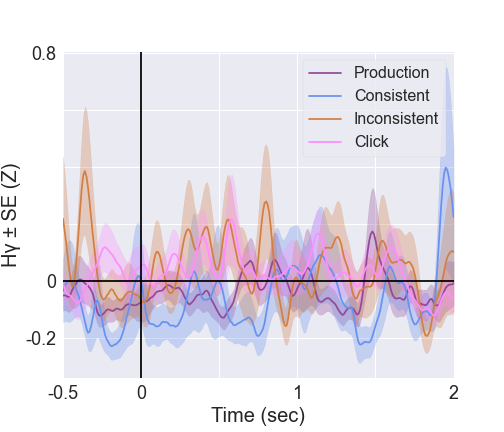 0.8
Production
Consistent
Inconsistent
Click
Hγ ± SE (Z)
0
-0.2
-0.5 0 1 2
Time (sec)